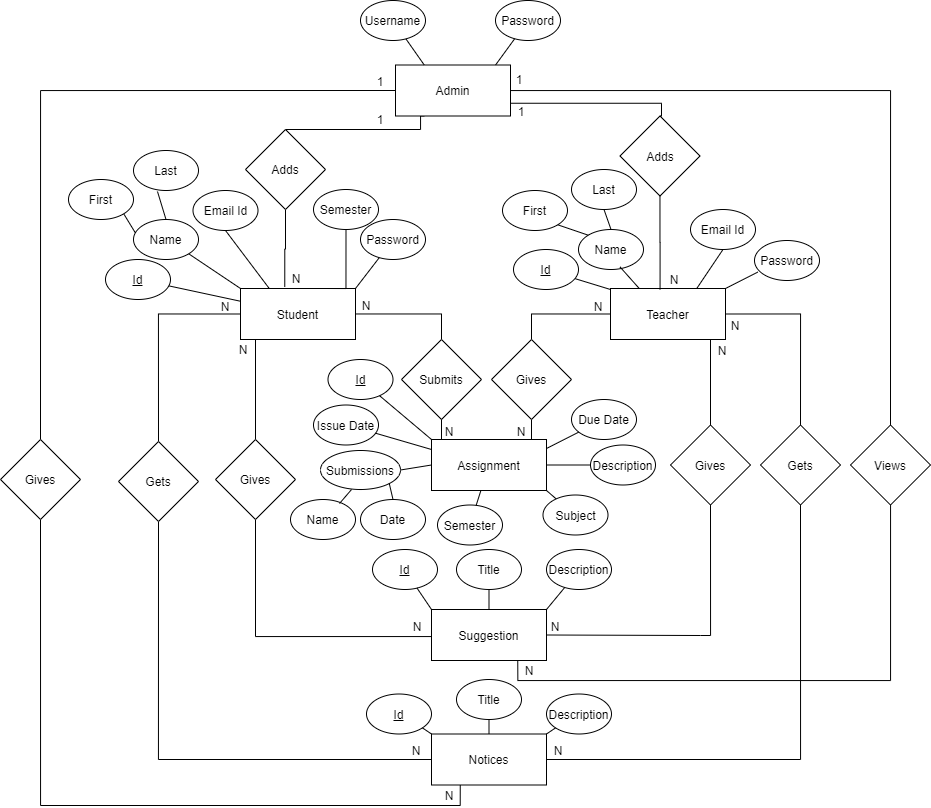 Username
Password
1
Admin
1
1
1
Adds
Adds
Last
First
Email Id
Semester
Name
Password
Id
N
Last
First
Email Id
Name
Password
Id
N
N
Student
N
N
Teacher
N
N
N
Id
Submits
Gives
Issue Date
N
N
Due Date
Submissions
Assignment
Description
Gives
Gets
Gives
Gives
Gets
Views
Name
Date
Semester
Subject
Id
Title
Description
N
Suggestion
N
N
Id
Title
Description
N
Notices
N
N